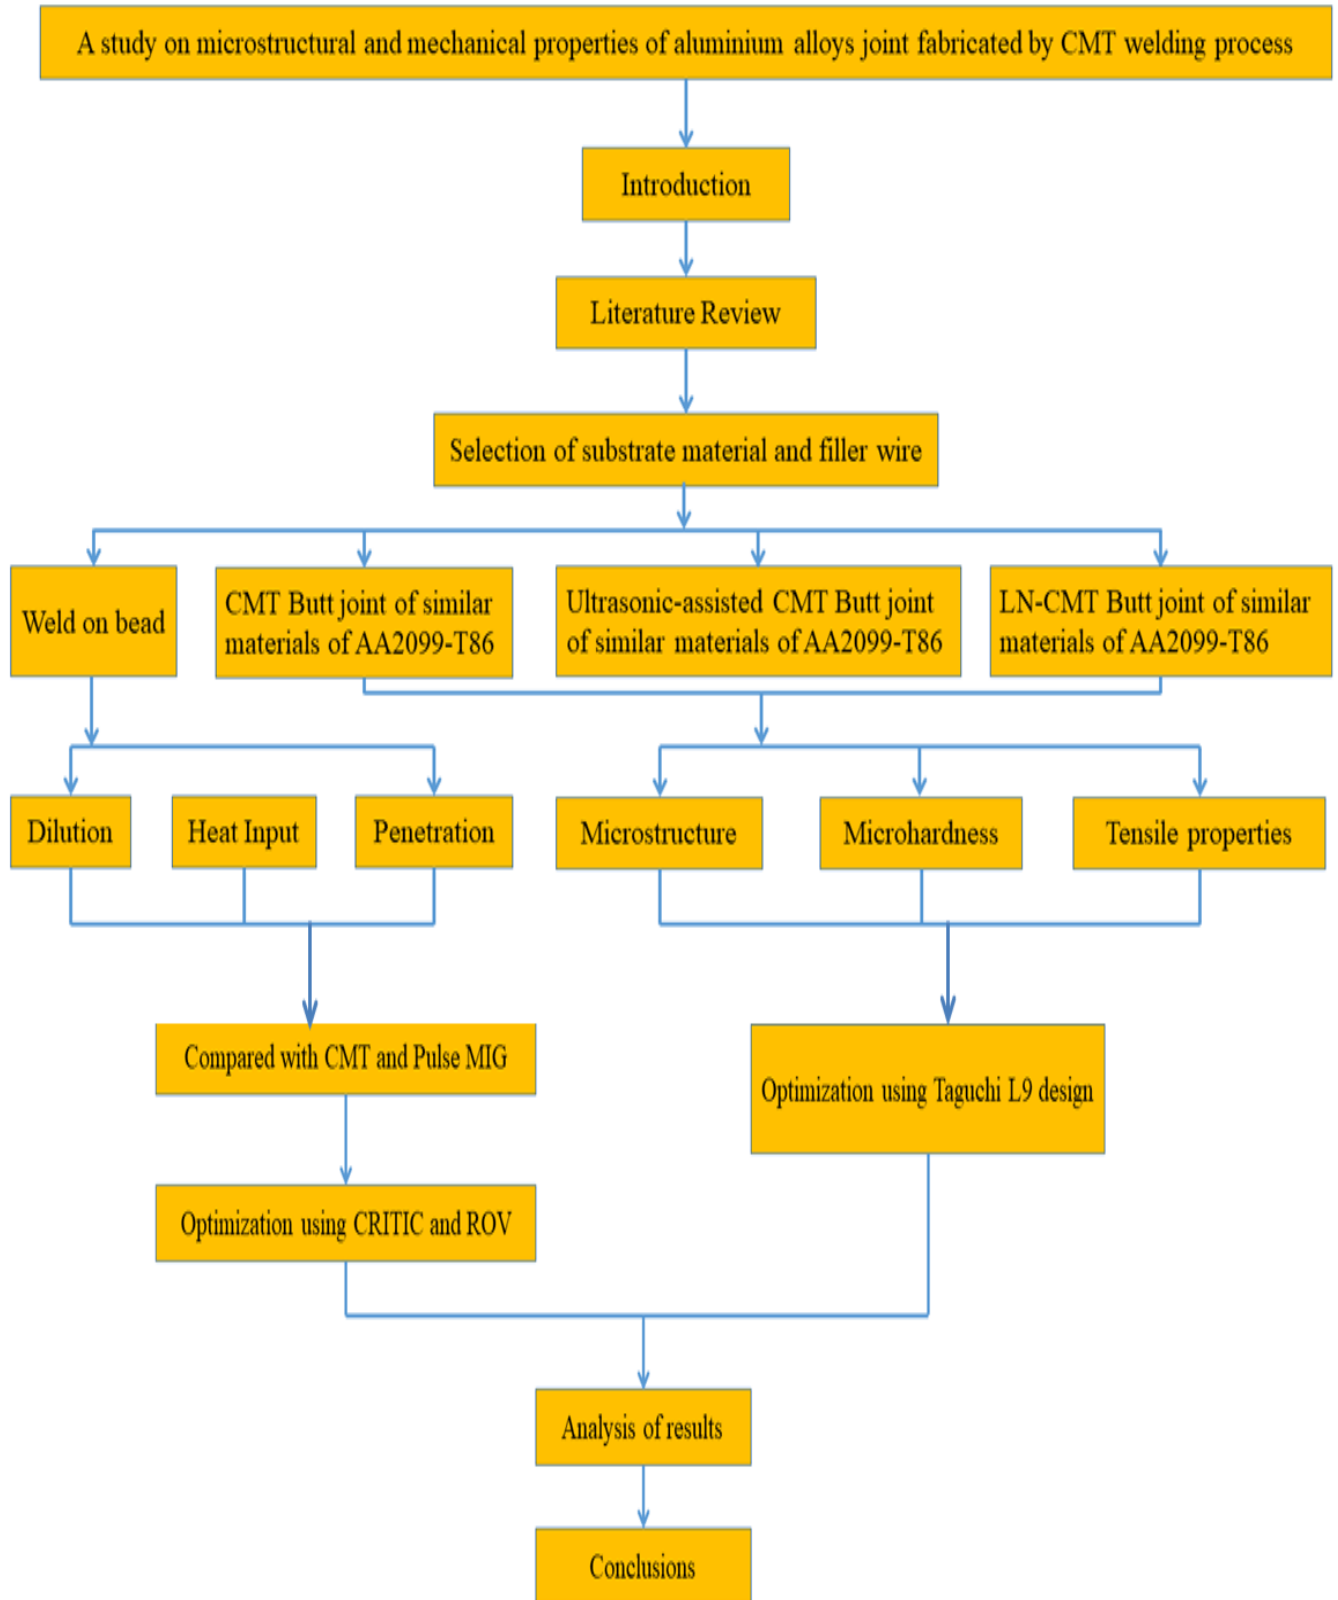 A study on microstructural and mechanical properties of aluminium alloys joint fabricated by CMT welding process
Introduction
Literature Review
Selection of substrate material and filler wire
Weld on bead
CMT Butt joint of similar
materials of AA2099-T86
Ultrasonic-assisted CMT Butt joint
of similar materials of AA2099-T86
LN-CMT Butt joint of similar
materials of AA2099-T86
Dilution
Heat Input
Penetration
Microstructure
Microhardness
Tensile properties
Compared with CMT and Pulse MIG
Optimization using Taguchi L9 design
Optimization using CRITIC and ROV
Analysis of results
Conclusions